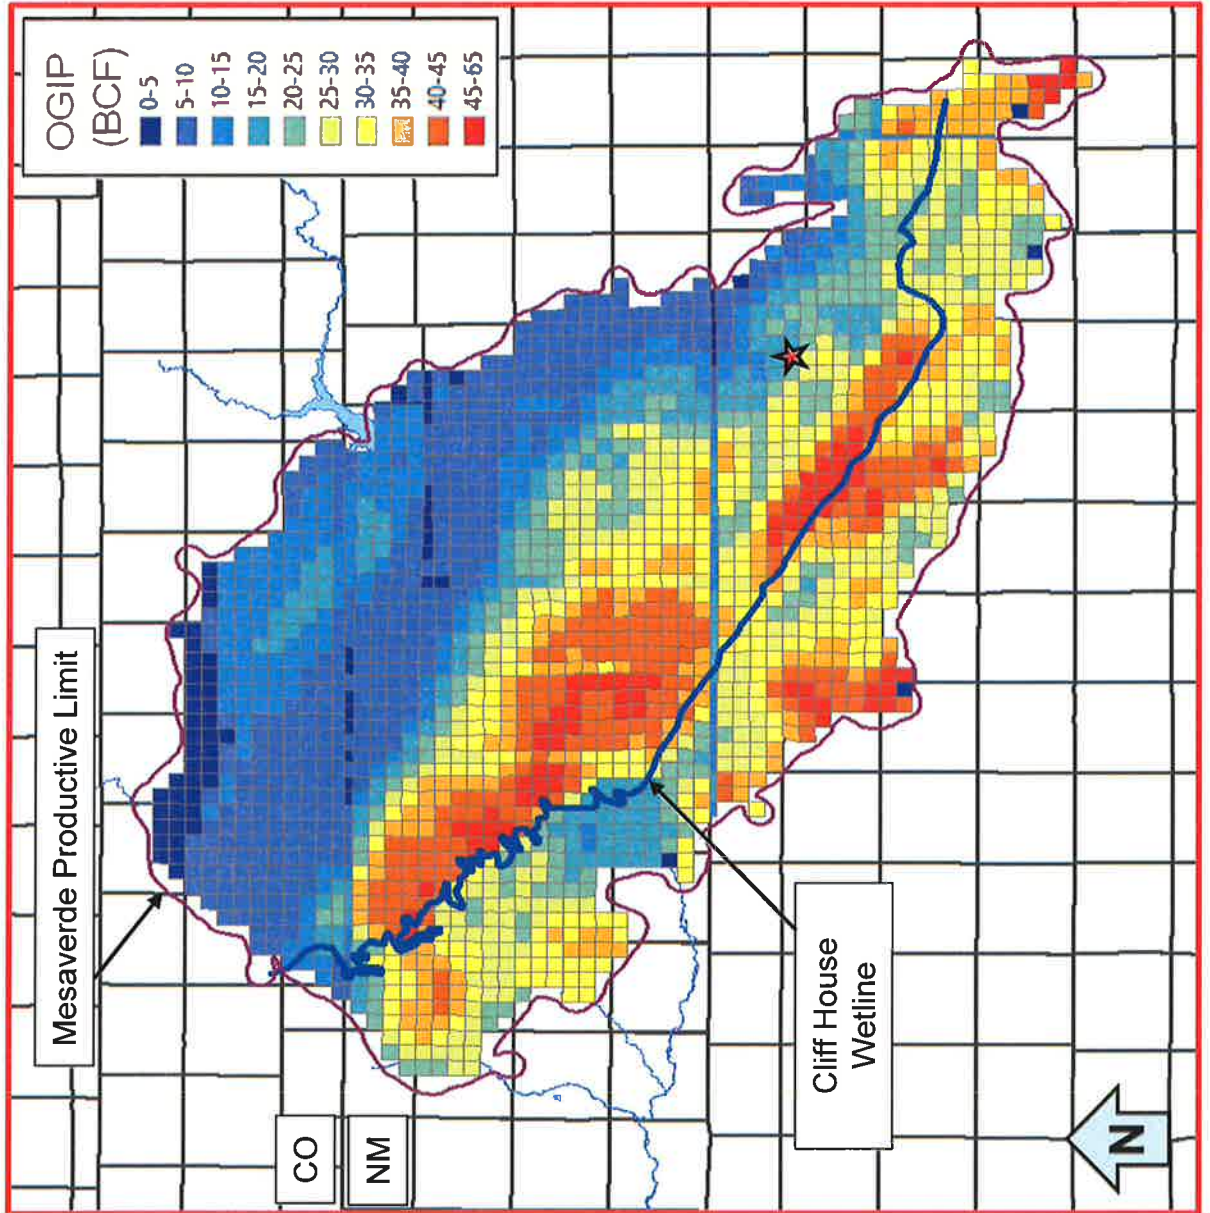 OGIP
(BCF)
0-5
5-10
10-15
15-20
20-25
25-30
30-35
35-40
40-45
45-65
Mesaverde Productive Limit
CO
NM
Cliff House
Wetline
N